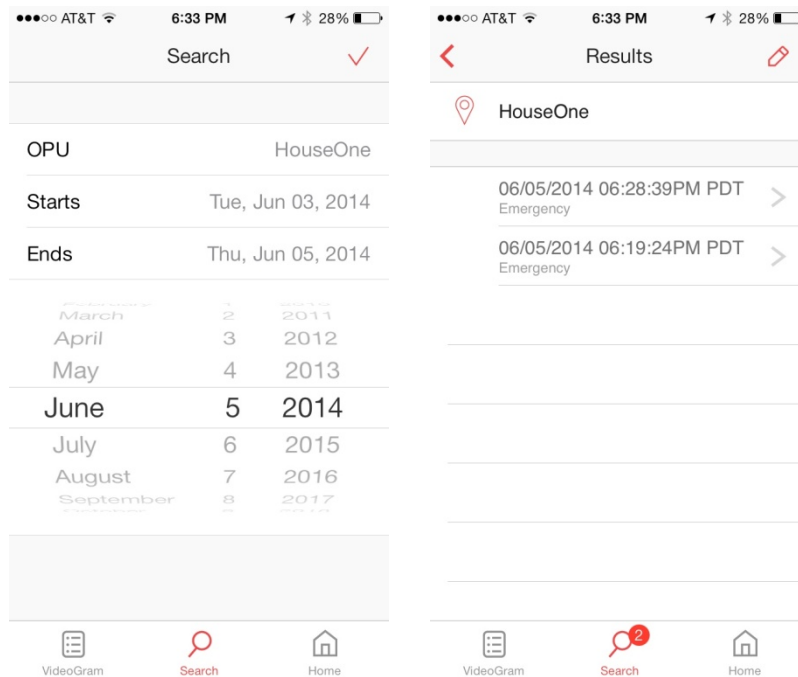 AT&T 6:33 PM 28%
Search
OPU HouseOne
Starts Tue, Jun 03, 2014
Ends Thu, Jun 05, 2014
March 2 2011
April 3 2012
May 4 2013
June 5 2014
July 6 2015
August 7 2016
September 8 2017
VideoGram Search Home
AT&T 6:33 PM 28%
Results
HouseOne
06/05/2014 06:28:39PM PDT
Emergency
06/05/2014 06:19:24PM PDT
Emergency
2
VideoGram Search Home